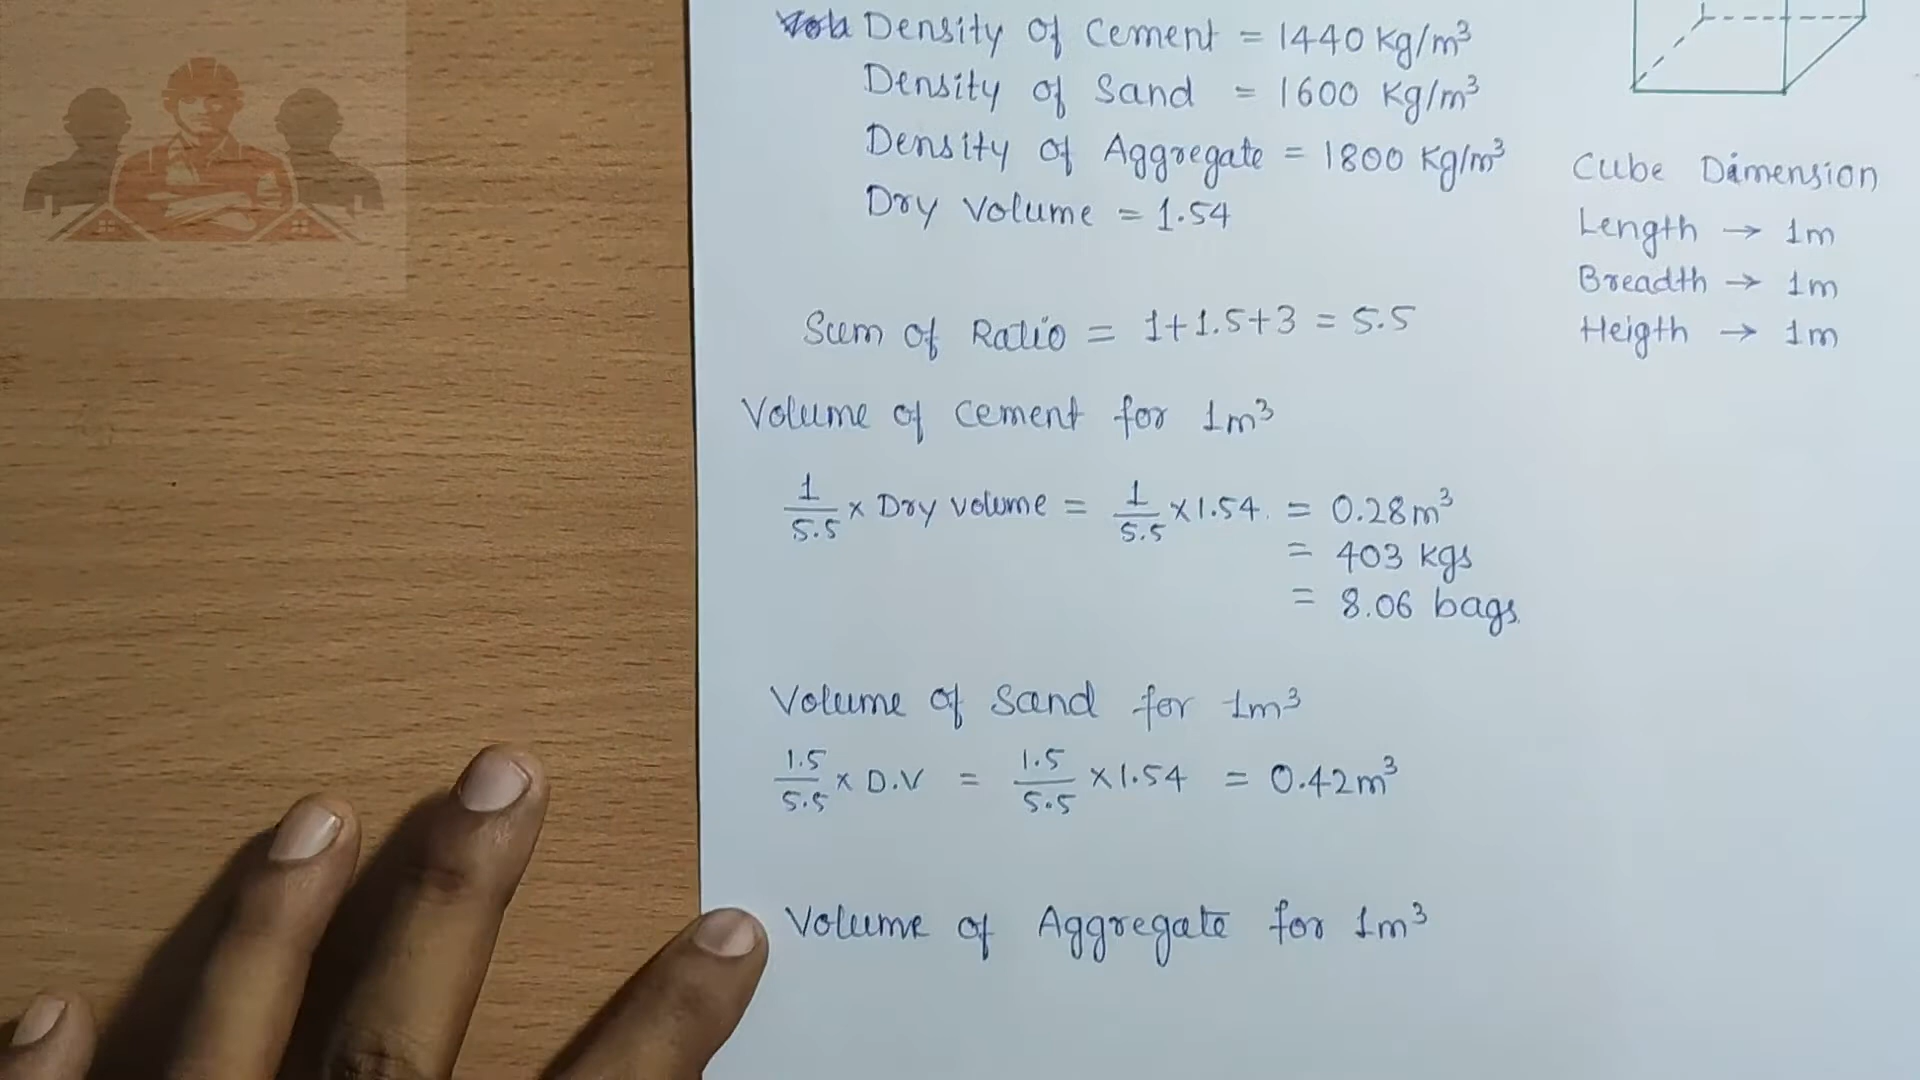 Density of Cement = 1440 Kg/m³
Density of Sand = 1600 Kg/m³
Density of Aggregate = 1800 Kg/m³
Dry Volume = 1.54
Cube Dimension
Length → 1m
Breadth → 1m
Heigth → 1m
Sum of Ratio = 1+1.5+3 = 5.5
Volume of Cement for 1m³
1/5.5 × Dry volume = 1/5.5 × 1.54 = 0.28m³
= 403 kgs
= 8.06 bags.
Volume of Sand for 1m³
1.5/5.5 × D.V = 1.5/5.5 × 1.54 = 0.42m³
Volume of Aggregate for 1m³